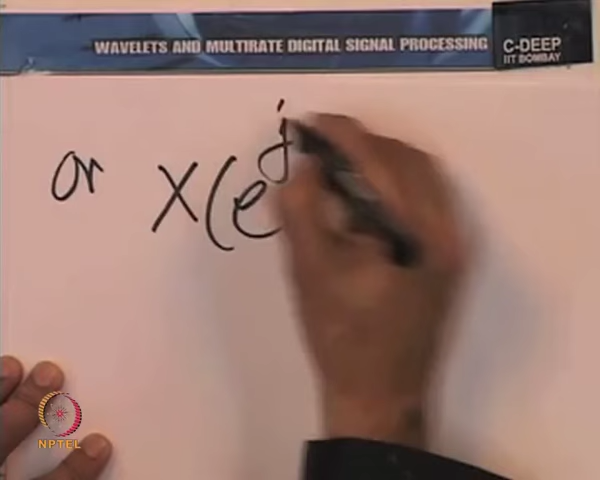 WAVELETS AND MULTIRATE DIGITAL SIGNAL PROCESSING
C-DEEP
IIT BOMBAY
or X(e^j
NPTEL